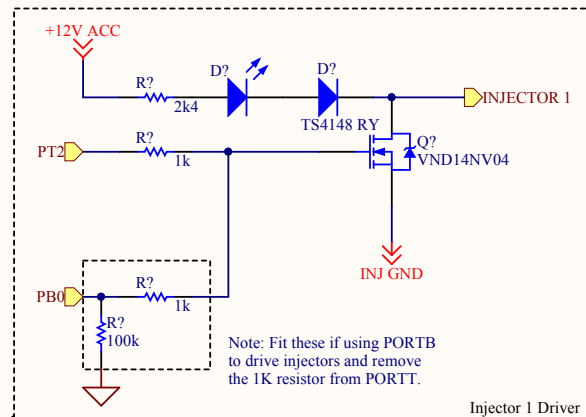 +12V ACC
R?
2k4
D?
D?
TS4148 RY
INJECTOR 1
PT2
R?
1k
Q?
VND14NV04
INJ GND
PB0
R?
1k
R?
100k
Note: Fit these if using PORTB
to drive injectors and remove
the 1K resistor from PORTT.
Injector 1 Driver